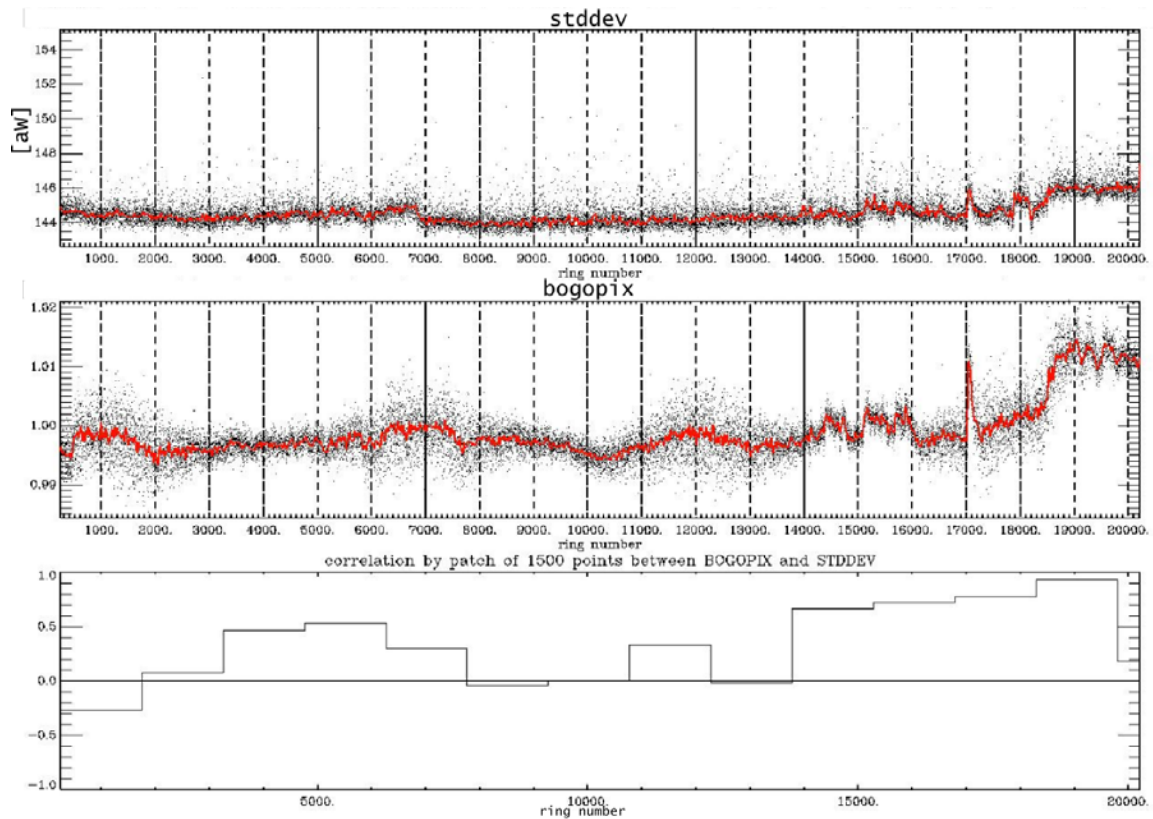 stddev
154
152
150
148
146
144
[aW]
1000. 2000. 3000. 4000. 5000. 6000. 7000. 8000. 9000. 10000. 11000. 12000. 13000. 14000. 15000. 16000. 17000. 18000. 19000. 20000.
ring number
bogopix
1.02
1.01
1.00
0.99
1000. 2000. 3000. 4000. 5000. 6000. 7000. 8000. 9000. 10000. 11000. 12000. 13000. 14000. 15000. 16000. 17000. 18000. 19000. 20000.
ring number
correlation by patch of 1500 points between BOGOPIX and STDDEV
1.0
0.5
0.0
-0.5
-1.0
5000. 10000. 15000. 20000.
ring number